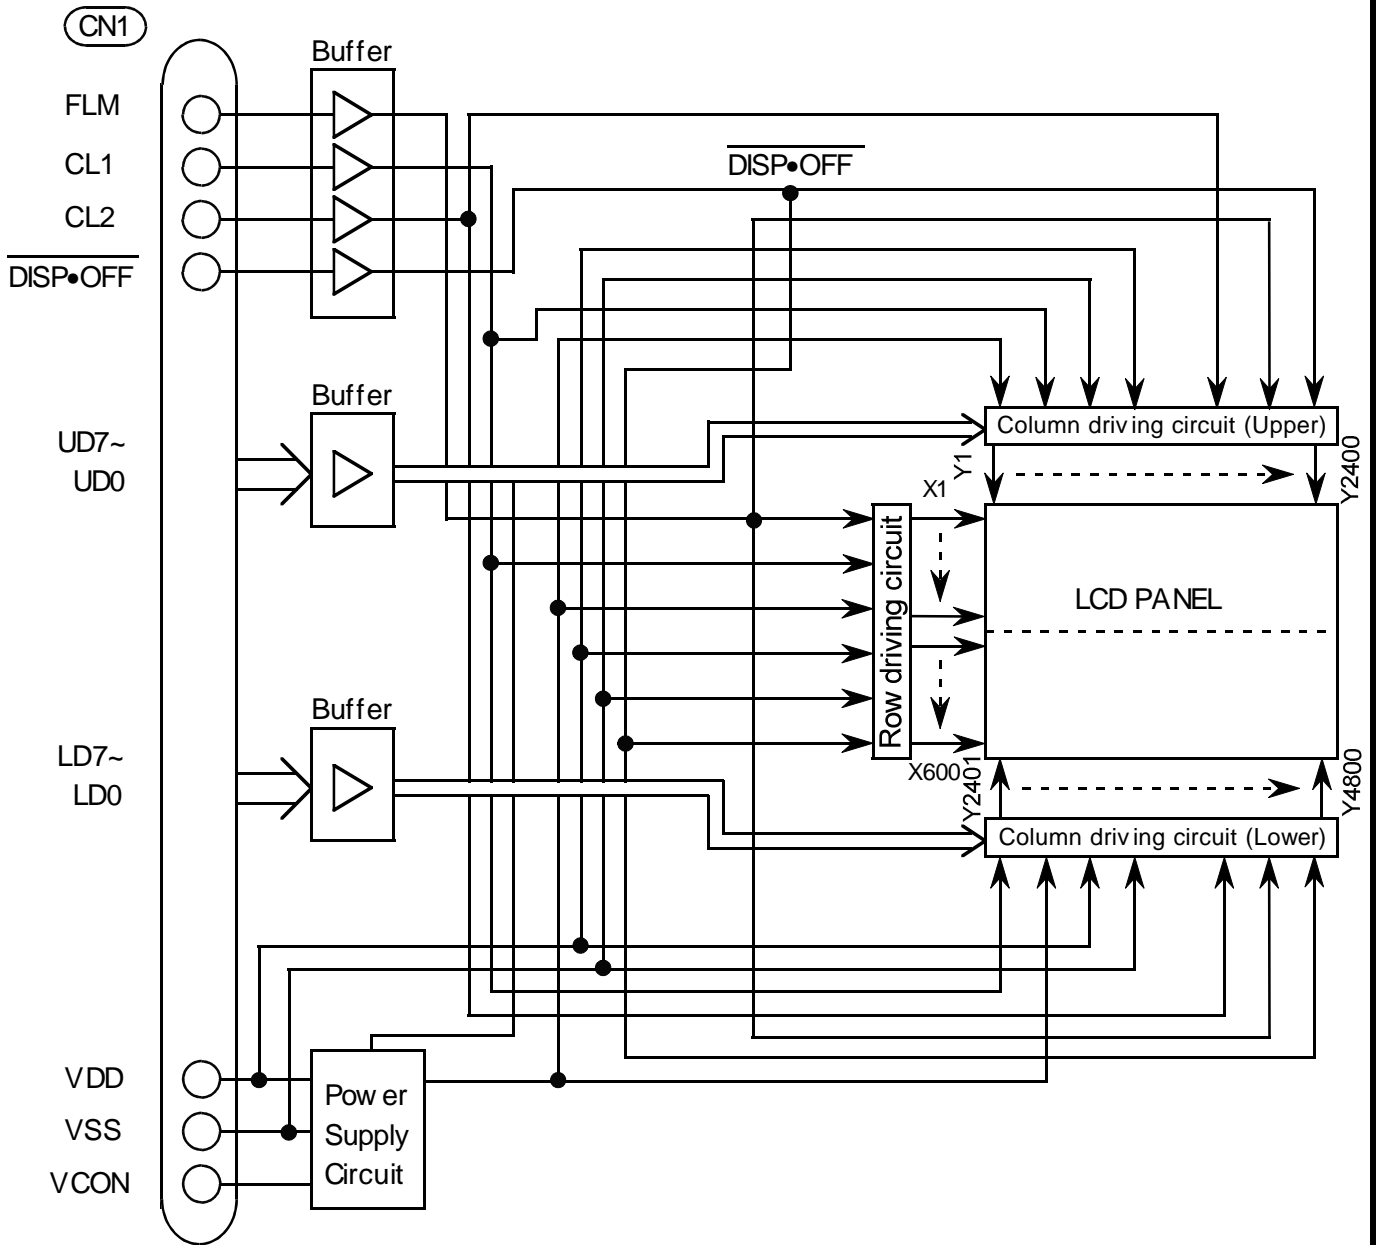 CN1
Buffer
FLM
CL1
CL2
DISP•OFF
DISP•OFF
Buffer
UD7~
UD0
Column driving circuit (Upper)
Y1
Y2400
X1
Row driving circuit
LCD PANEL
X600
Buffer
LD7~
LD0
Y2401
Y4800
Column driving circuit (Lower)
VDD
VSS
VCON
Power
Supply
Circuit